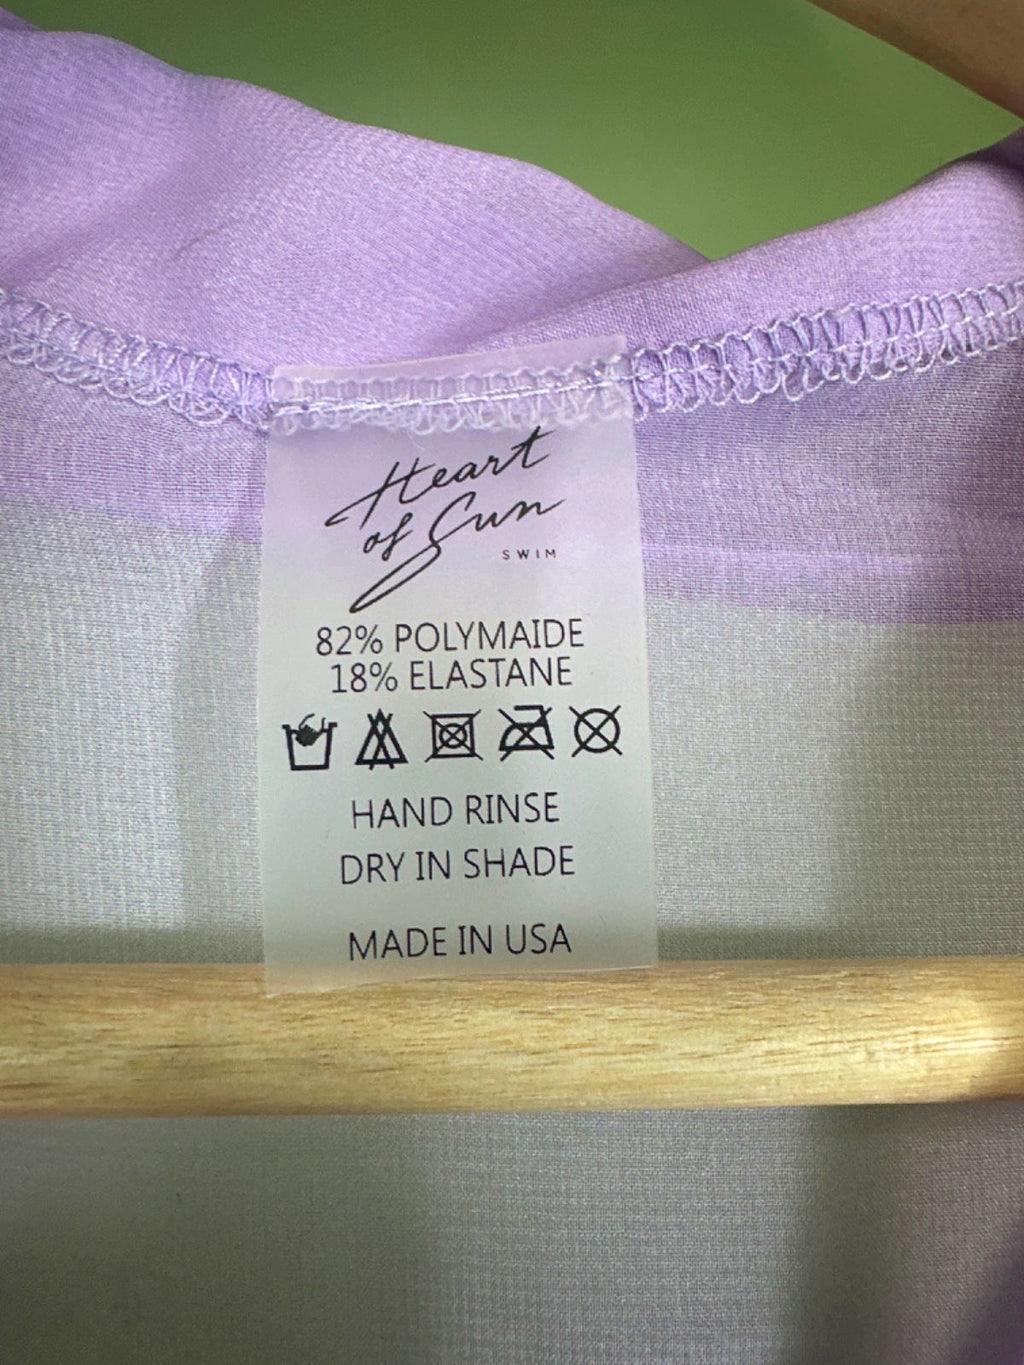 Heart
of Sun
SWIM
82% POLYMAIDE
18% ELASTANE
HAND RINSE
DRY IN SHADE
MADE IN USA